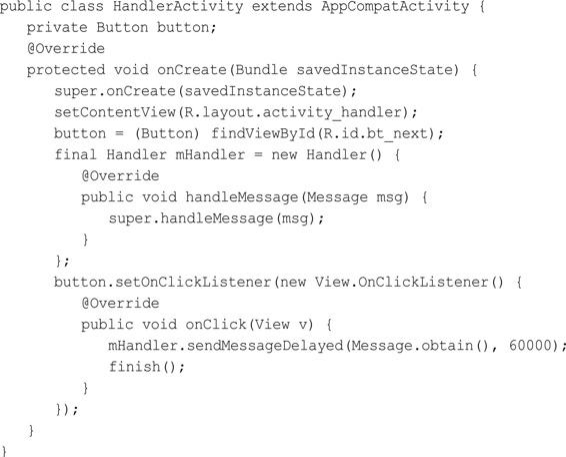 public class HandlerActivity extends AppCompatActivity {
    private Button button;
    @Override
    protected void onCreate(Bundle savedInstanceState) {
        super.onCreate(savedInstanceState);
        setContentView(R.layout.activity_handler);
        button = (Button) findViewById(R.id.bt_next);
        final Handler mHandler = new Handler() {
            @Override
            public void handleMessage(Message msg) {
                super.handleMessage(msg);
            }
        };
        button.setOnClickListener(new View.OnClickListener() {
            @Override
            public void onClick(View v) {
                mHandler.sendMessageDelayed(Message.obtain(), 60000);
                finish();
            }
        });
    }
}